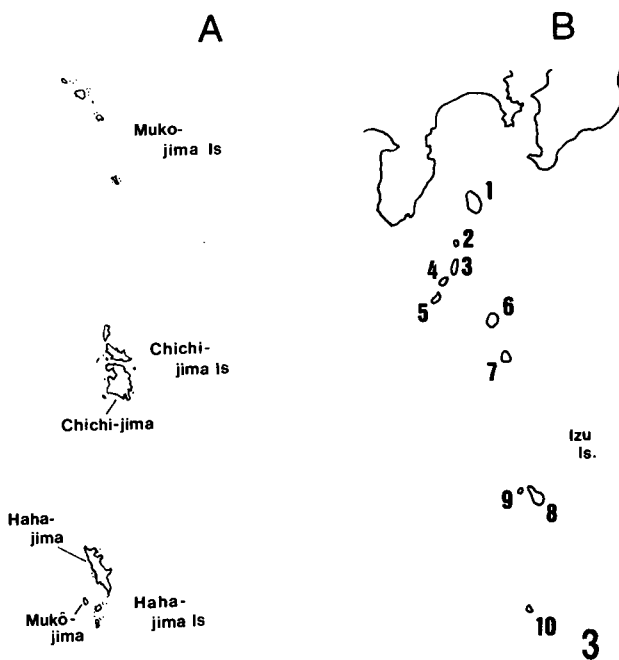 A
Muko-
jima Is
Chichi-
jima Is
Chichi-jima
Haha-
jima
Mukô-
jima
Haha-
jima Is
B
1
2
3
4
5
6
7
Izu
Is.
9
8
10
3